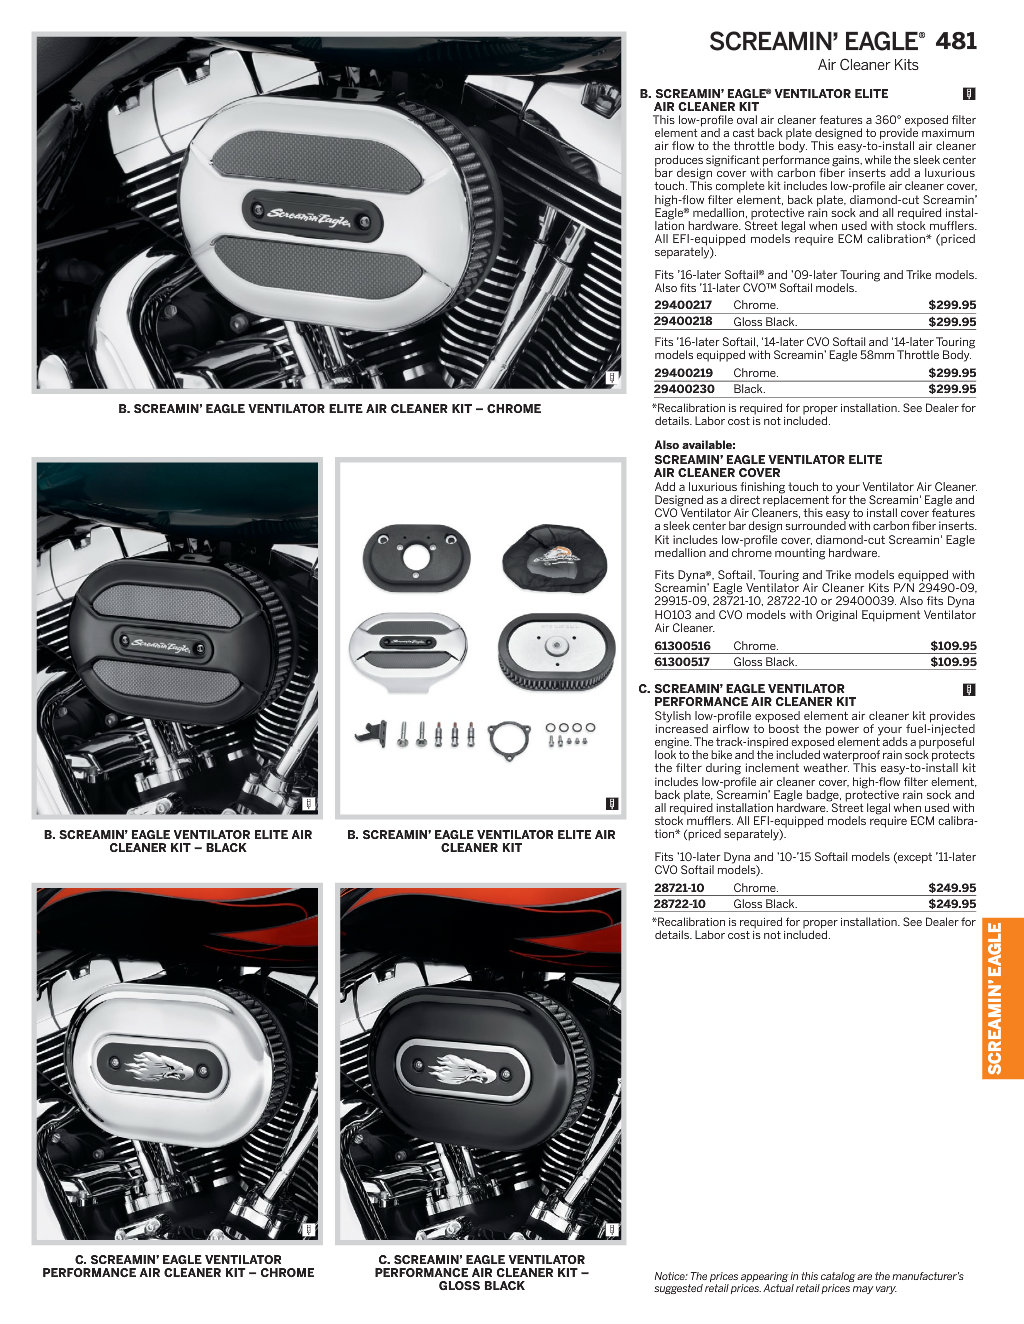 SCREAMIN' EAGLE® 481
Air Cleaner Kits
Screamin' Eagle.
B. SCREAMIN' EAGLE VENTILATOR ELITE AIR CLEANER KIT – CHROME
Screamin' Eagle.
B. SCREAMIN' EAGLE VENTILATOR ELITE AIR
CLEANER KIT – BLACK
B. SCREAMIN' EAGLE VENTILATOR ELITE AIR
CLEANER KIT
C. SCREAMIN' EAGLE VENTILATOR
PERFORMANCE AIR CLEANER KIT – CHROME
C. SCREAMIN' EAGLE VENTILATOR
PERFORMANCE AIR CLEANER KIT –
GLOSS BLACK
B. SCREAMIN' EAGLE® VENTILATOR ELITE
AIR CLEANER KIT
This low-profile oval air cleaner features a 360° exposed filter
element and a cast back plate designed to provide maximum
air flow to the throttle body. This easy-to-install air cleaner
produces significant performance gains, while the sleek center
bar design cover with carbon fiber inserts add a luxurious
touch. This complete kit includes low-profile air cleaner cover,
high-flow filter element, back plate, diamond-cut Screamin'
Eagle® medallion, protective rain sock and all required instal-
lation hardware. Street legal when used with stock mufflers.
All EFI-equipped models require ECM calibration* (priced
separately).
Fits '16-later Softail® and '09-later Touring and Trike models.
Also fits '11-later CVO™ Softail models.
29400217 Chrome. $299.95
29400218 Gloss Black. $299.95
Fits '16-later Softail, '14-later CVO Softail and '14-later Touring
models equipped with Screamin' Eagle 58mm Throttle Body.
29400219 Chrome. $299.95
29400230 Black. $299.95
*Recalibration is required for proper installation. See Dealer for
details. Labor cost is not included.
Also available:
SCREAMIN' EAGLE VENTILATOR ELITE
AIR CLEANER COVER
Add a luxurious finishing touch to your Ventilator Air Cleaner.
Designed as a direct replacement for the Screamin' Eagle and
CVO Ventilator Air Cleaners, this easy to install cover features
a sleek center bar design surrounded with carbon fiber inserts.
Kit includes low-profile cover, diamond-cut Screamin' Eagle
medallion and chrome mounting hardware.
Fits Dyna®, Softail, Touring and Trike models equipped with
Screamin' Eagle Ventilator Air Cleaner Kits P/N 29490-09,
29915-09, 28721-10, 28722-10 or 29400039. Also fits Dyna
HO103 and CVO models with Original Equipment Ventilator
Air Cleaner.
61300516 Chrome. $109.95
61300517 Gloss Black. $109.95
C. SCREAMIN' EAGLE VENTILATOR
PERFORMANCE AIR CLEANER KIT
Stylish low-profile exposed element air cleaner kit provides
increased airflow to boost the power of your fuel-injected
engine. The track-inspired exposed element adds a purposeful
look to the bike and the included waterproof rain sock protects
the filter during inclement weather. This easy-to-install kit
includes low-profile air cleaner cover, high-flow filter element,
back plate, Screamin' Eagle badge, protective rain sock and
all required installation hardware. Street legal when used with
stock mufflers. All EFI-equipped models require ECM calibra-
tion* (priced separately).
Fits '10-later Dyna and '10-'15 Softail models (except '11-later
CVO Softail models).
28721-10 Chrome. $249.95
28722-10 Gloss Black. $249.95
*Recalibration is required for proper installation. See Dealer for
details. Labor cost is not included.
SCREAMIN' EAGLE
Notice: The prices appearing in this catalog are the manufacturer's
suggested retail prices. Actual retail prices may vary.